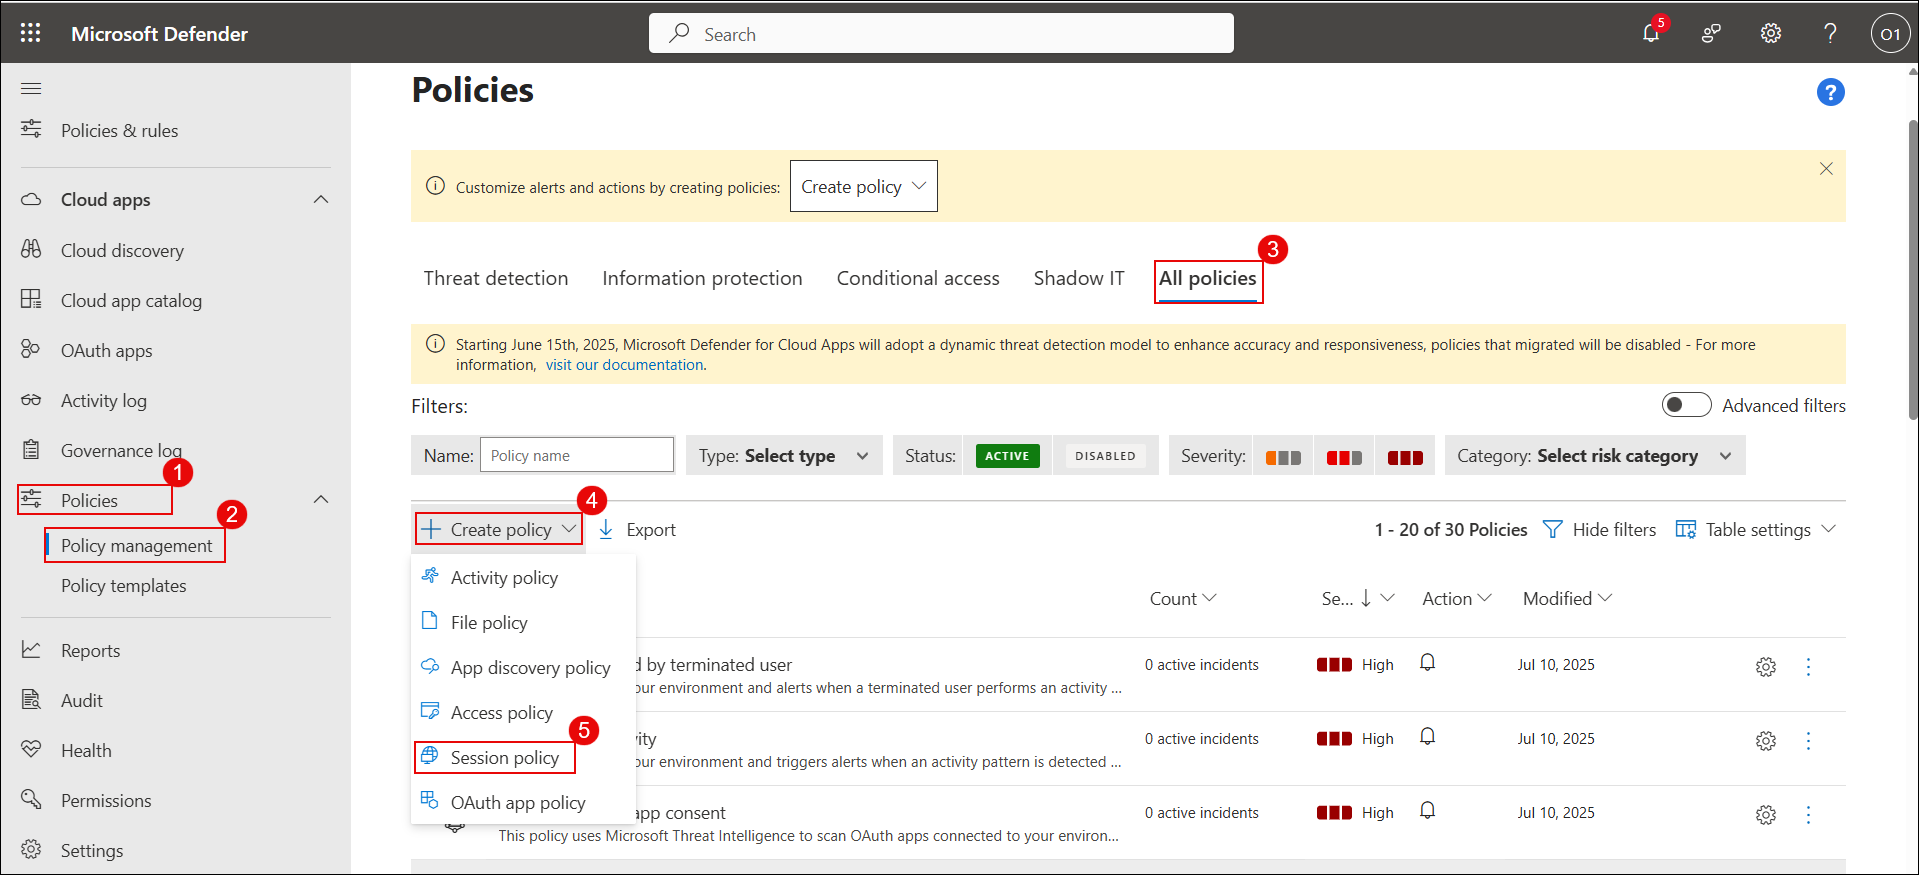 Microsoft Defender
Search
5
?
O1
Policies & rules
Cloud apps
Cloud discovery
Cloud app catalog
OAuth apps
Activity log
Governance log
1
Policies
2
Policy management
Policy templates
Reports
Audit
Health
Permissions
Settings
Policies
?
Customize alerts and actions by creating policies:
Create policy
Threat detection
Information protection
Conditional access
Shadow IT
All policies
3
Starting June 15th, 2025, Microsoft Defender for Cloud Apps will adopt a dynamic threat detection model to enhance accuracy and responsiveness, policies that migrated will be disabled - For more
information, visit our documentation.
Filters:
Advanced filters
Name: Policy name
Type: Select type
Status: ACTIVE DISABLED
Severity:
Category: Select risk category
4
Create policy
Export
1 - 20 of 30 Policies
Hide filters
Table settings
Activity policy
File policy
App discovery policy
Access policy
5
Session policy
OAuth app policy
Count
Se...
Action
Modified
d by terminated user
our environment and alerts when a terminated user performs an activity ...
0 active incidents
High
Jul 10, 2025
vity
our environment and triggers alerts when an activity pattern is detected ...
0 active incidents
High
Jul 10, 2025
app consent
This policy uses Microsoft Threat Intelligence to scan OAuth apps connected to your environ...
0 active incidents
High
Jul 10, 2025